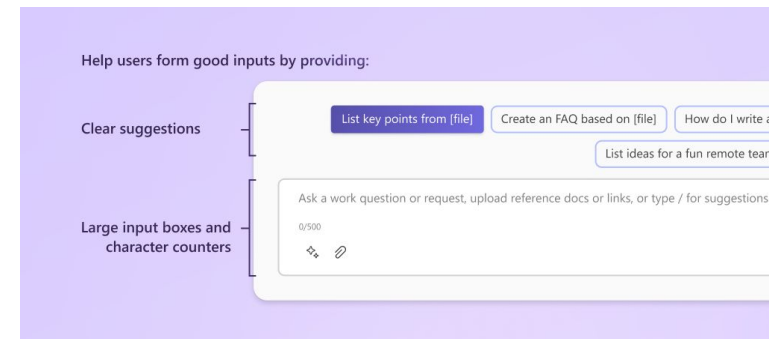 Help users form good inputs by providing:
Clear suggestions
List key points from [file]
Create an FAQ based on [file]
How do I write a
List ideas for a fun remote tear
Large input boxes and
character counters
Ask a work question or request, upload reference docs or links, or type / for suggestions
0/500